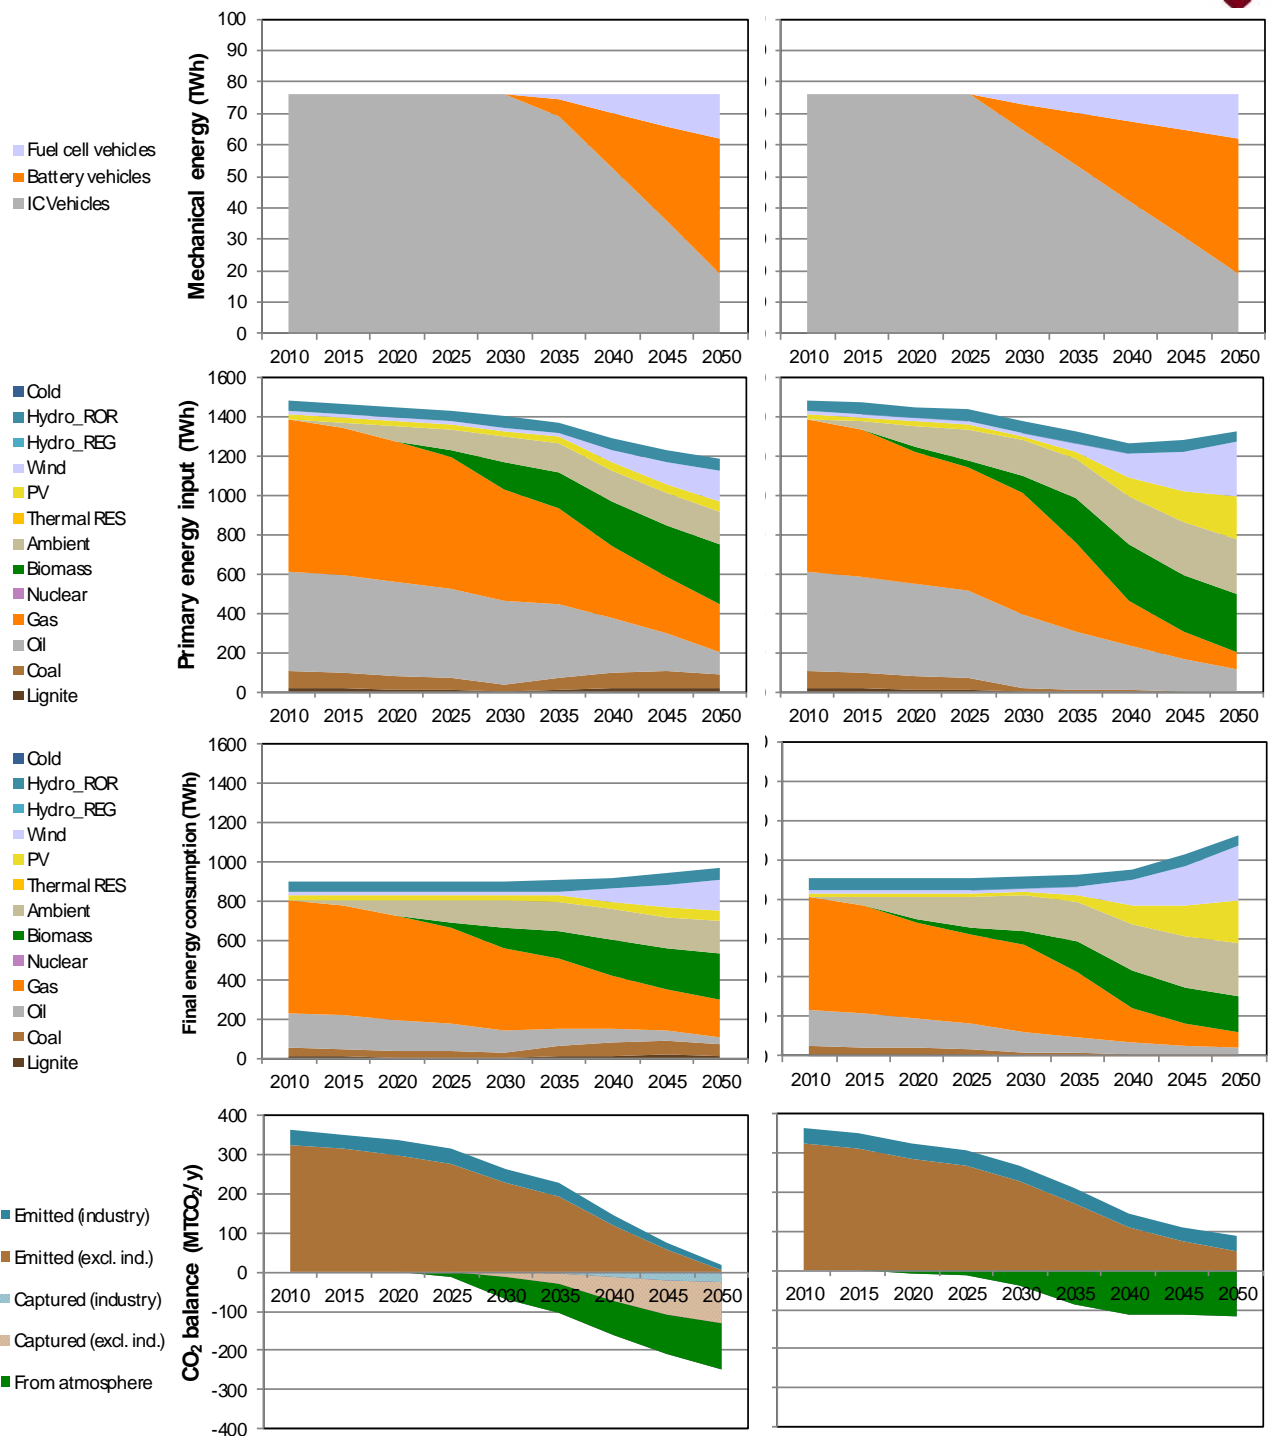 Mechanical energy (TWh)
100
90
80
70
60
50
40
30
20
10
0
Fuel cell vehicles
Battery vehicles
IC Vehicles
2010 2015 2020 2025 2030 2035 2040 2045 2050
2010 2015 2020 2025 2030 2035 2040 2045 2050
Primary energy input (TWh)
1600
1400
1200
1000
800
600
400
200
0
Cold
Hydro_ROR
Hydro_REG
Wind
PV
Thermal RES
Ambient
Biomass
Nuclear
Gas
Oil
Coal
Lignite
2010 2015 2020 2025 2030 2035 2040 2045 2050
2010 2015 2020 2025 2030 2035 2040 2045 2050
Final energy consumption (TWh)
1600
1400
1200
1000
800
600
400
200
0
Cold
Hydro_ROR
Hydro_REG
Wind
PV
Thermal RES
Ambient
Biomass
Nuclear
Gas
Oil
Coal
Lignite
2010 2015 2020 2025 2030 2035 2040 2045 2050
2010 2015 2020 2025 2030 2035 2040 2045 2050
CO₂ balance (MTCO₂/y)
400
300
200
100
0
-100
-200
-300
-400
Emitted (industry)
Emitted (excl. ind.)
Captured (industry)
Captured (excl. ind.)
From atmosphere
2010 2015 2020 2025 2030 2035 2040 2045 2050
2010 2015 2020 2025 2030 2035 2040 2045 2050